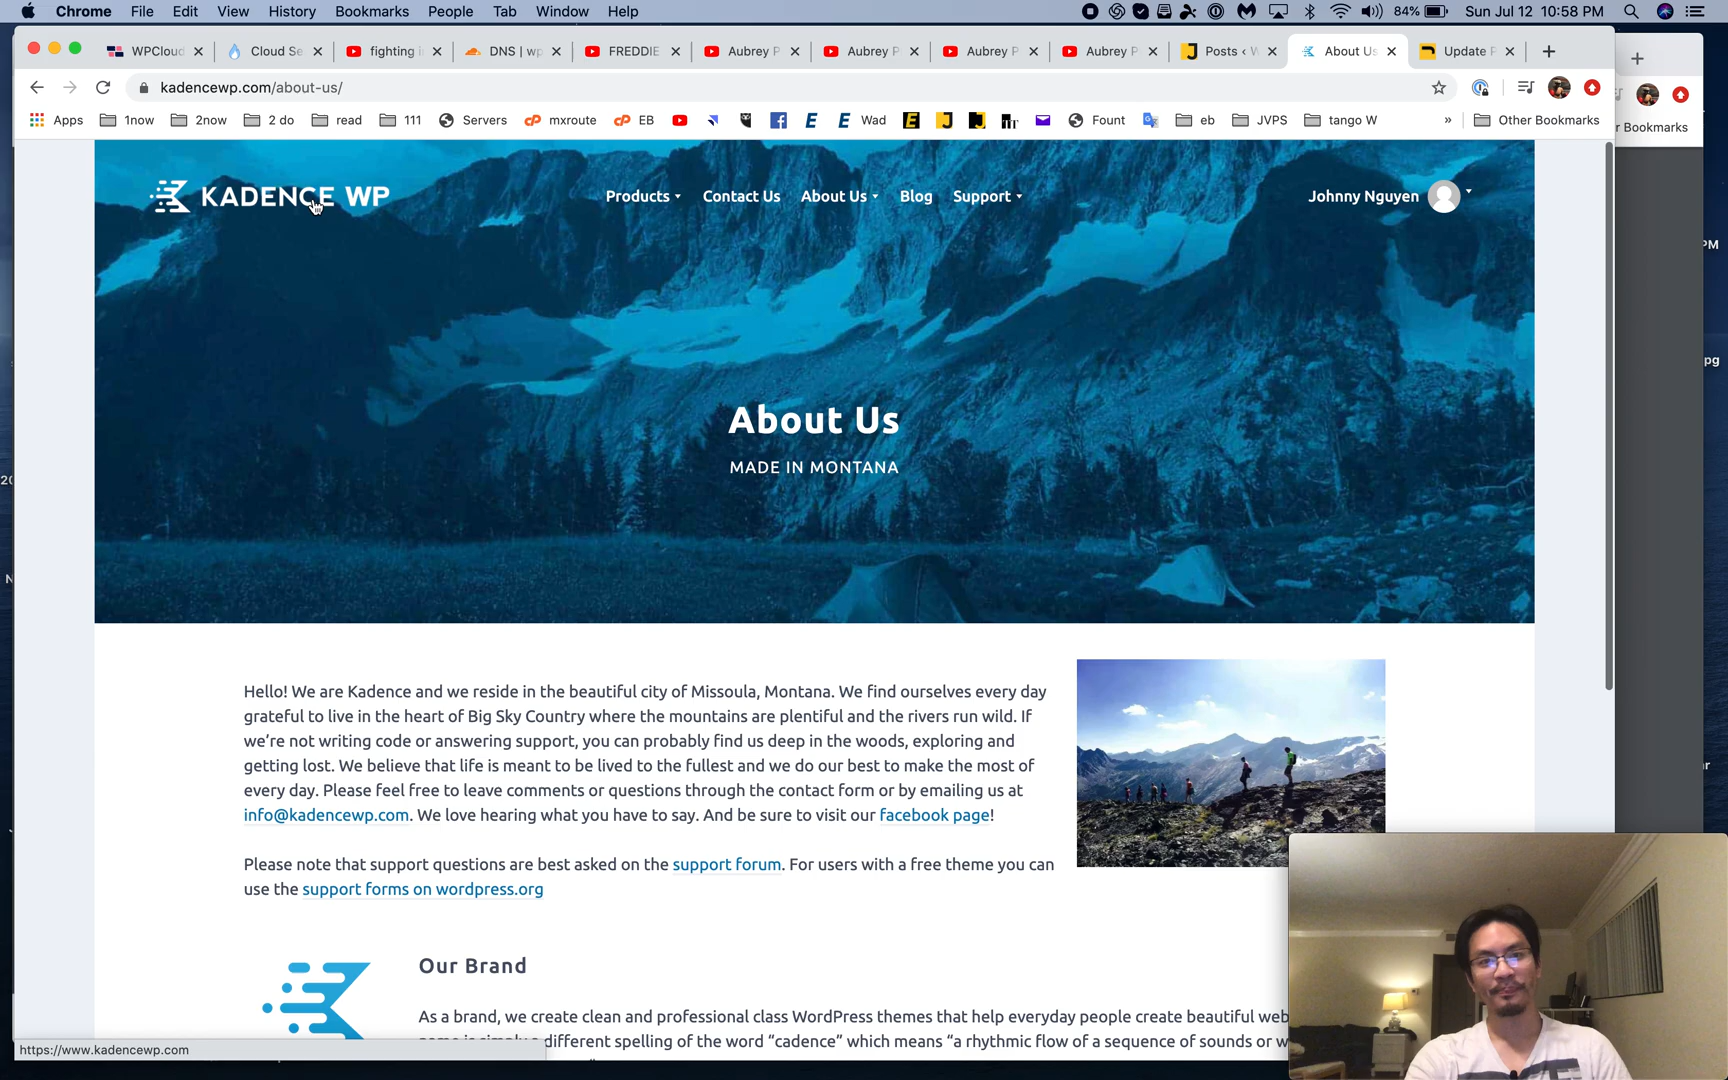 Chrome File Edit View History Bookmarks People Tab Window Help 84% Sun Jul 12 10:58 PM
WPCloud Cloud Se fighting DNS | wp FREDDIE Aubrey P Aubrey P Aubrey P Aubrey P Posts ‹ W About Us Update P
kadencewp.com/about-us/
Apps 1now 2now 2 do read 111 Servers mxroute EB Wad Fount eb JVPS tango W » Other Bookmarks
r Bookmarks
KADENCE WP Products Contact Us About Us Blog Support Johnny Nguyen
PM
pg
About Us
MADE IN MONTANA
Hello! We are Kadence and we reside in the beautiful city of Missoula, Montana. We find ourselves every day
grateful to live in the heart of Big Sky Country where the mountains are plentiful and the rivers run wild. If
we’re not writing code or answering support, you can probably find us deep in the woods, exploring and
getting lost. We believe that life is meant to be lived to the fullest and we do our best to make the most of
every day. Please feel free to leave comments or questions through the contact form or by emailing us at
info@kadencewp.com. We love hearing what you have to say. And be sure to visit our facebook page!
Please note that support questions are best asked on the support forum. For users with a free theme you can
use the support forms on wordpress.org
Our Brand
As a brand, we create clean and professional class WordPress themes that help everyday people create beautiful web
different spelling of the word “cadence” which means “a rhythmic flow of a sequence of sounds or w
https://www.kadencewp.com